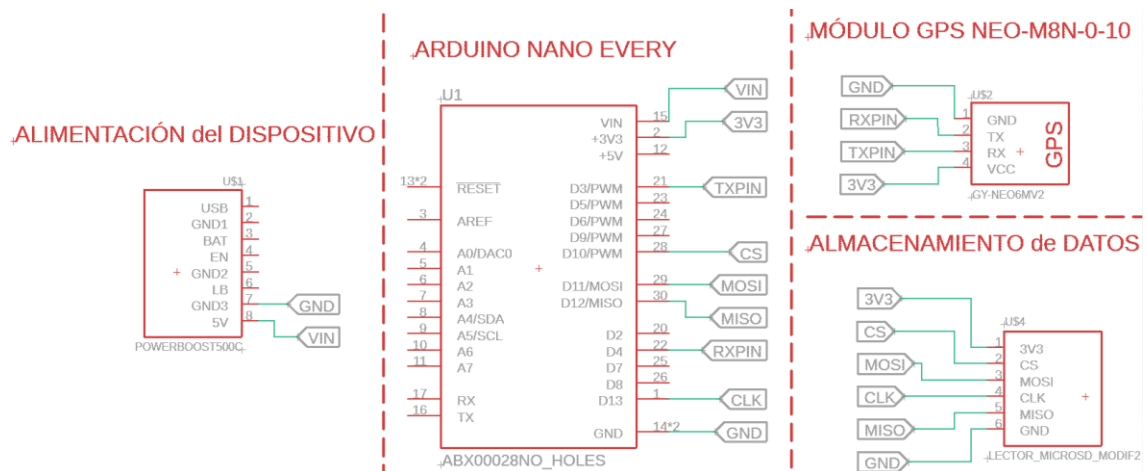 ALIMENTACIÓN del DISPOSITIVO
U$1
USB 1
GND1 2
BAT 3
EN 4
GND2 5
LB 6
GND3 7
5V 8
GND
VIN
POWERBOOST500C
ARDUINO NANO EVERY
U1
VIN 15
+3V3 2
+5V 12
13*2 RESET
3 AREF
4 A0/DAC0
5 A1
6 A2
7 A3
8 A4/SDA
9 A5/SCL
10 A6
11 A7
17 RX
16 TX
D3/PWM 21
D5/PWM 23
D6/PWM 24
D9/PWM 27
D10/PWM 28
D11/MOSI 29
D12/MISO 30
D2 20
D4 22
D7 25
D8 26
D13 1
GND 14*2
VIN
3V3
TXPIN
CS
MOSI
MISO
RXPIN
CLK
GND
ABX00028NO_HOLES
MÓDULO GPS NEO-M8N-0-10
GND
RXPIN
TXPIN
3V3
U$2
1 GND
2 TX
3 RX
4 VCC
GPS
GY-NEO6MV2
ALMACENAMIENTO de DATOS
3V3
CS
MOSI
CLK
MISO
GND
U$4
1 3V3
2 CS
3 MOSI
4 CLK
5 MISO
6 GND
LECTOR_MICROSD_MODIF2